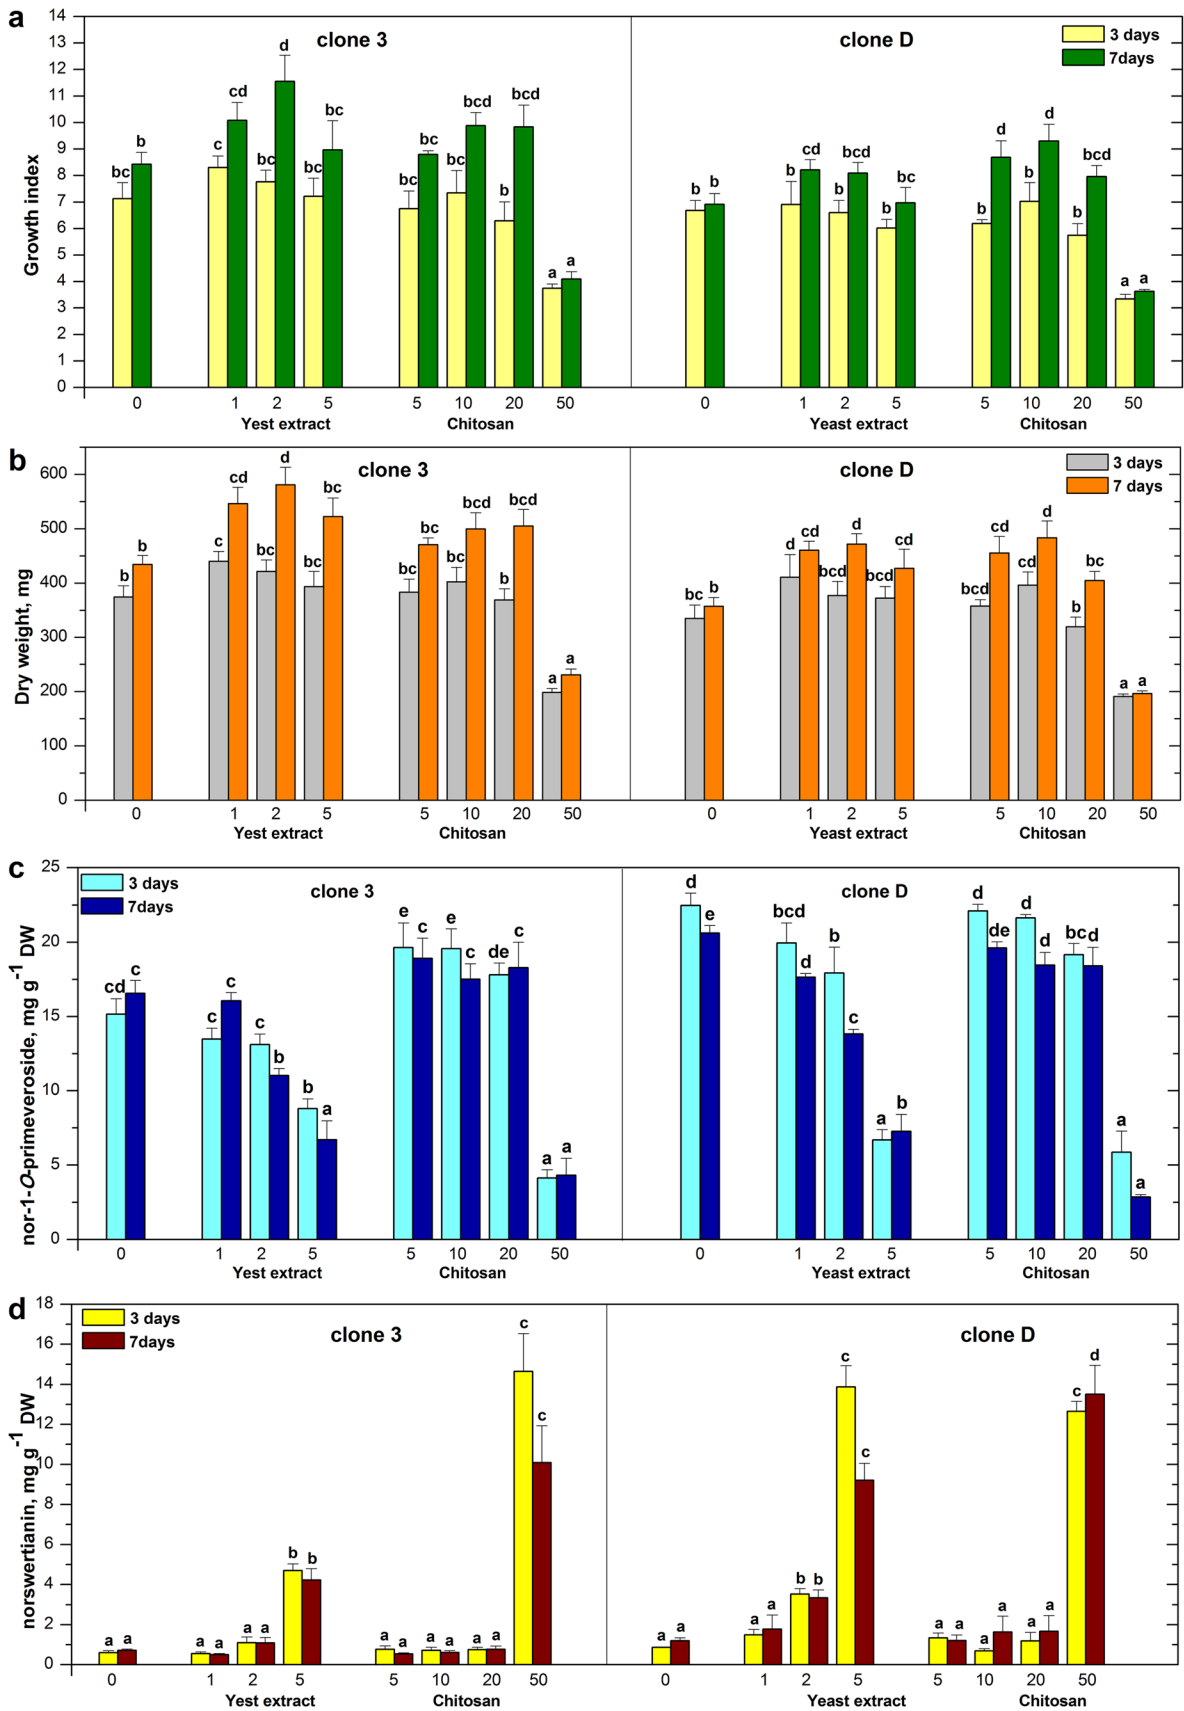 a
14
13
12
11
10
9
8
7
6
5
4
3
2
1
0
Growth index
clone 3
clone D
3 days
7days
bc b
c cd
bc d
bc bc
bc bc
bc bcd
b bcd
a a
b b
b cd
b bcd
b bc
b d
b d
b bcd
a a
0 1 2 5 5 10 20 50 0 1 2 5 5 10 20 50
Yest extract Chitosan Yeast extract Chitosan
b
600
500
400
300
200
100
0
Dry weight, mg
clone 3
clone D
3 days
7 days
b b
c cd
bc d
bc bc
bc bc
bc bcd
b bcd
a a
bc b
d cd
bcd d
bcd cd
bcd cd
cd d
b bc
a a
0 1 2 5 5 10 20 50 0 1 2 5 5 10 20 50
Yest extract Chitosan Yeast extract Chitosan
c
25
20
15
10
5
0
nor-1-O-primeveroside, mg g-1 DW
3 days
7days
clone 3
clone D
cd c
c c
c b
b a
e c
e c
de c
a a
d e
bcd d
b c
a b
d de
d d
bc d
a a
0 1 2 5 5 10 20 50 0 1 2 5 5 10 20 50
Yest extract Chitosan Yeast extract Chitosan
d
18
16
14
12
10
8
6
4
2
0
norswertianin, mg g-1 DW
3 days
7days
clone 3
clone D
a a
a a
a a
b b
a a
a a
a a
c c
a a
a a
b b
c c
a a
a a
a a
c d
0 1 2 5 5 10 20 50 0 1 2 5 5 10 20 50
Yest extract Chitosan Yeast extract Chitosan